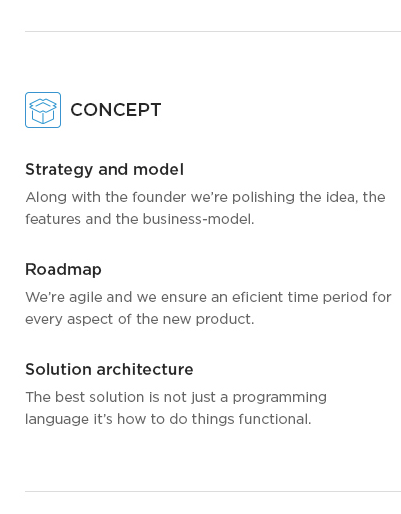 CONCEPT
Strategy and model
Along with the founder we're polishing the idea, the
features and the business-model.
Roadmap
We're agile and we ensure an eficient time period for
every aspect of the new product.
Solution architecture
The best solution is not just a programming
language it's how to do things functional.